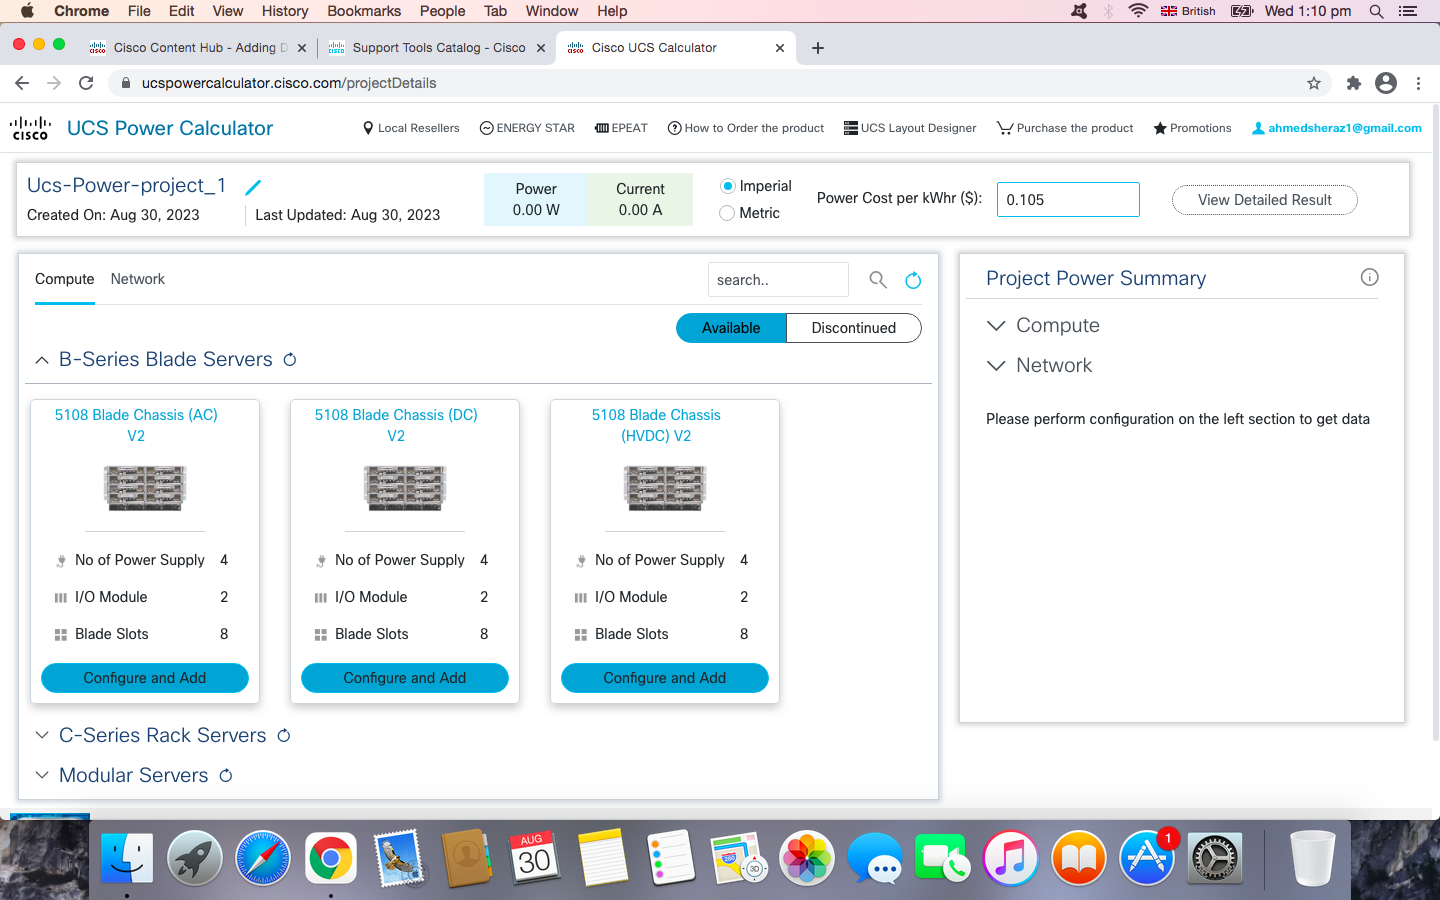 Chrome File Edit View History Bookmarks People Tab Window Help British Wed 1:10 pm
Cisco Content Hub - Adding D Support Tools Catalog - Cisco Cisco UCS Calculator
ucspowercalculator.cisco.com/projectDetails
CISCO UCS Power Calculator Local Resellers ENERGY STAR EPEAT How to Order the product UCS Layout Designer Purchase the product Promotions ahmedsheraz1@gmail.com
Ucs-Power-project_1
Created On: Aug 30, 2023 Last Updated: Aug 30, 2023
Power
0.00 W
Current
0.00 A
Imperial
Metric
Power Cost per kWhr ($): 0.105 View Detailed Result
Compute Network search..
Available Discontinued
B-Series Blade Servers
5108 Blade Chassis (AC)
V2
No of Power Supply 4
I/O Module 2
Blade Slots 8
Configure and Add
5108 Blade Chassis (DC)
V2
No of Power Supply 4
I/O Module 2
Blade Slots 8
Configure and Add
5108 Blade Chassis
(HVDC) V2
No of Power Supply 4
I/O Module 2
Blade Slots 8
Configure and Add
C-Series Rack Servers
Modular Servers
Project Power Summary
Compute
Network
Please perform configuration on the left section to get data
AUG
30
280
3D
1